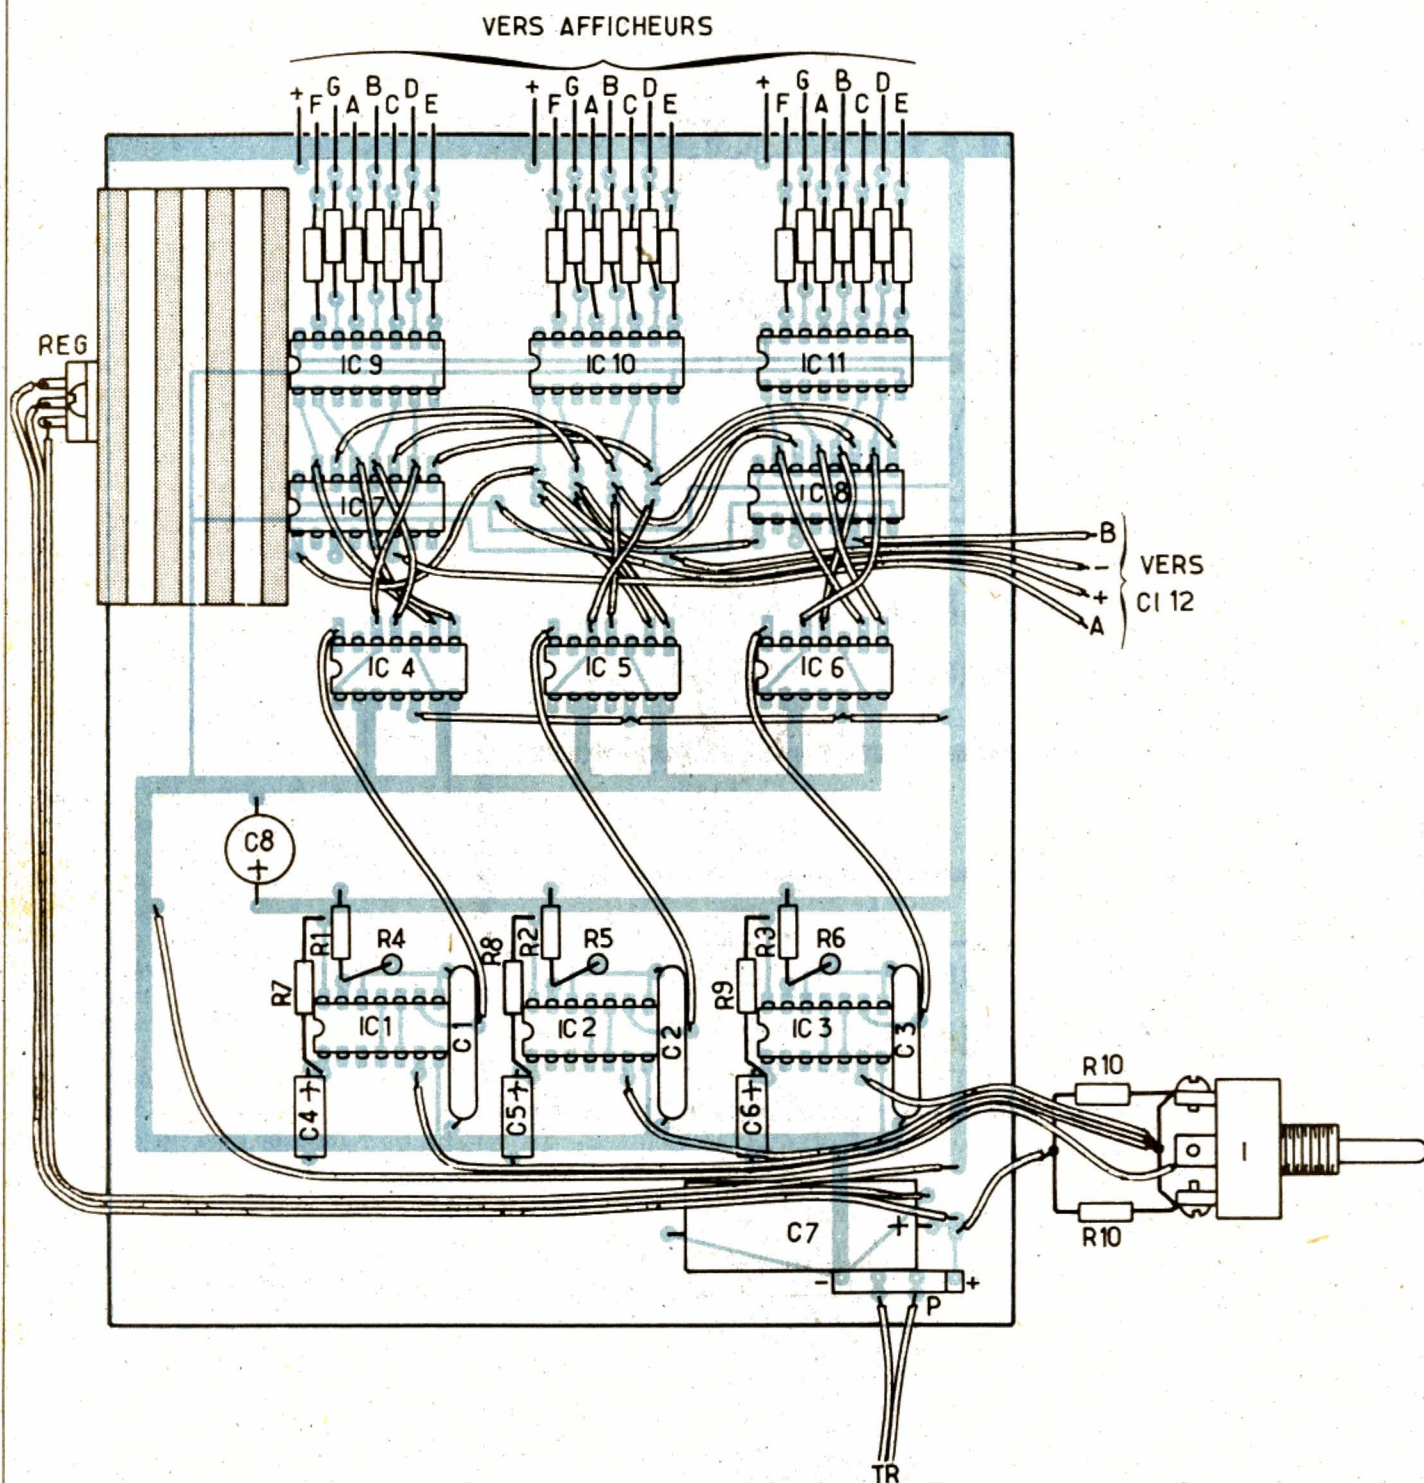 VERS AFFICHEURS
+ F G A B C D E
+ F G A B C D E
+ F G A B C D E
REG
IC 9
IC 10
IC 11
IC 7
IC 8
B
-
+
A
VERS
CI 12
IC 4
IC 5
IC 6
C8
+
R1
R4
R8
R2
R5
R3
R6
R7
R9
IC1
C1
IC 2
C2
IC 3
C3
C4 +
C5 +
C6 +
R10
I
R10
C7
+
-
+
P
TR